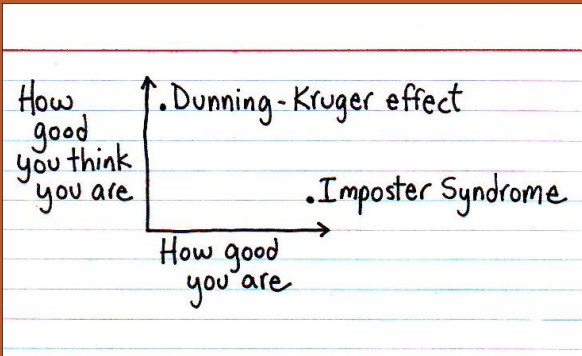 How
good
you think
you are
.Dunning-Kruger effect
.Imposter Syndrome
How good
you are